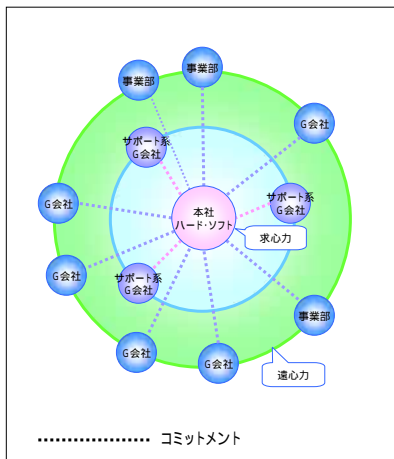 事業部
事業部
G会社
サポート系
G会社
サポート系
G会社
G会社
本社
ハード・ソフト
求心力
G会社
サポート系
G会社
事業部
G会社
G会社
遠心力
コミットメント